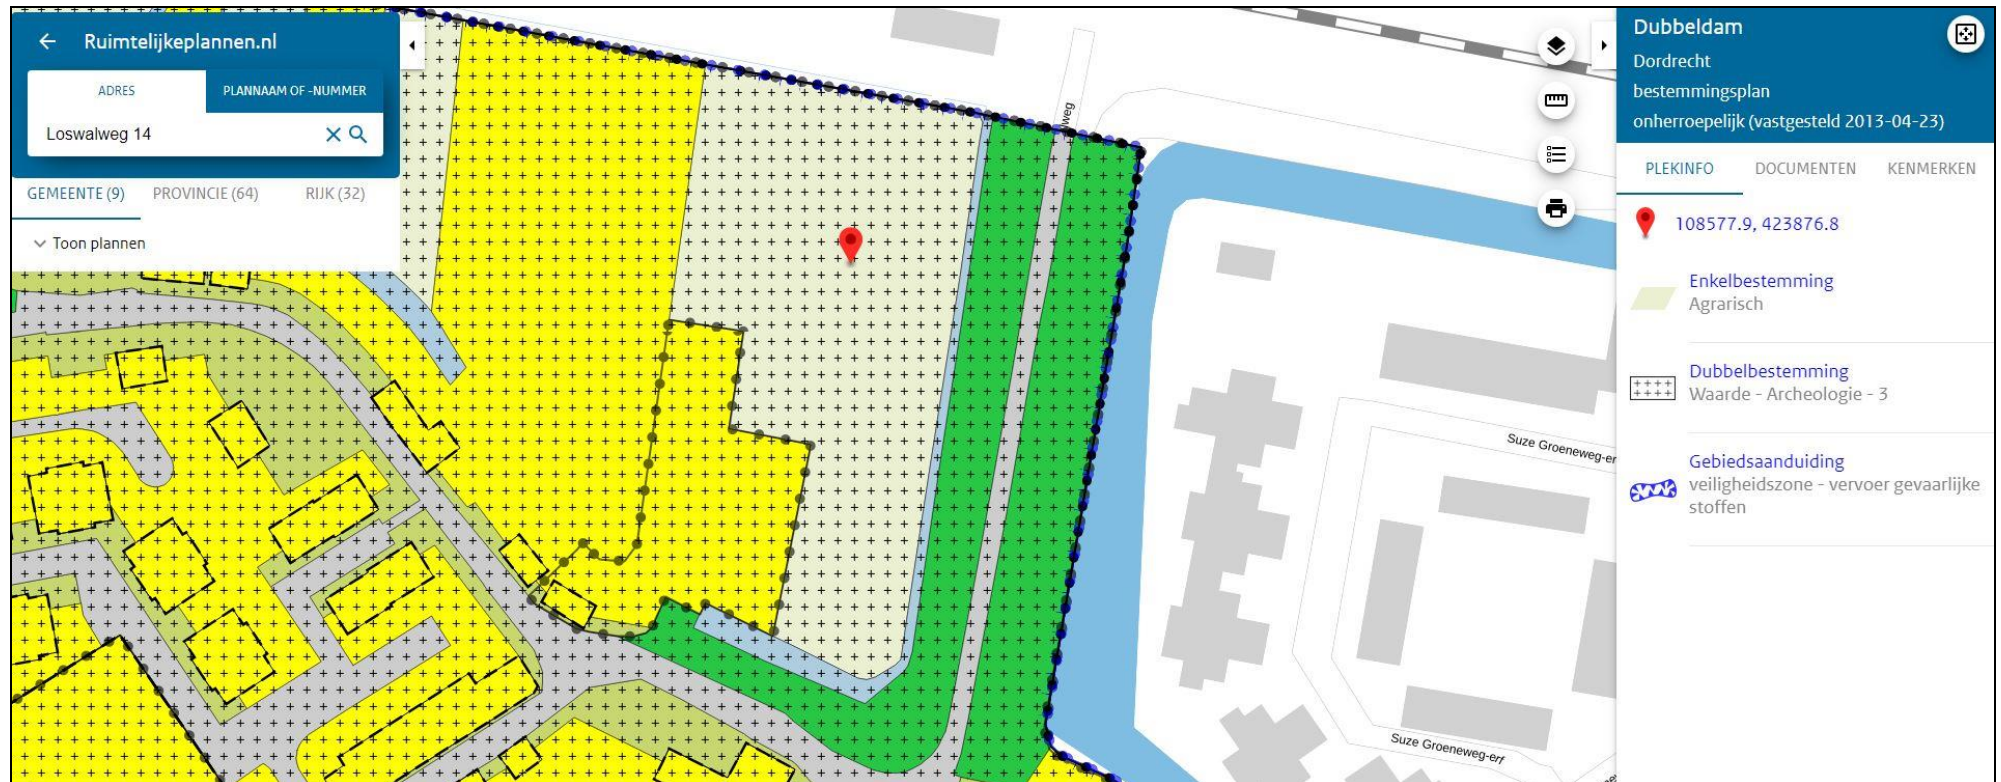 Ruimtelijkeplannen.nl
ADRES
PLANNAAM OF -NUMMER
Loswalweg 14
GEMEENTE (9)
PROVINCIE (64)
RIJK (32)
Toon plannen
weg
Suze Groeneweg-er
Suze Groeneweg-erf
Dubbeldam
Dordrecht
bestemmingsplan
onherroepelijk (vastgesteld 2013-04-23)
PLEKINFO
DOCUMENTEN
KENMERKEN
108577.9, 423876.8
Enkelbestemming
Agrarisch
Dubbelbestemming
Waarde - Archeologie - 3
Gebiedsaanduiding
veiligheidszone - vervoer gevaarlijke
stoffen